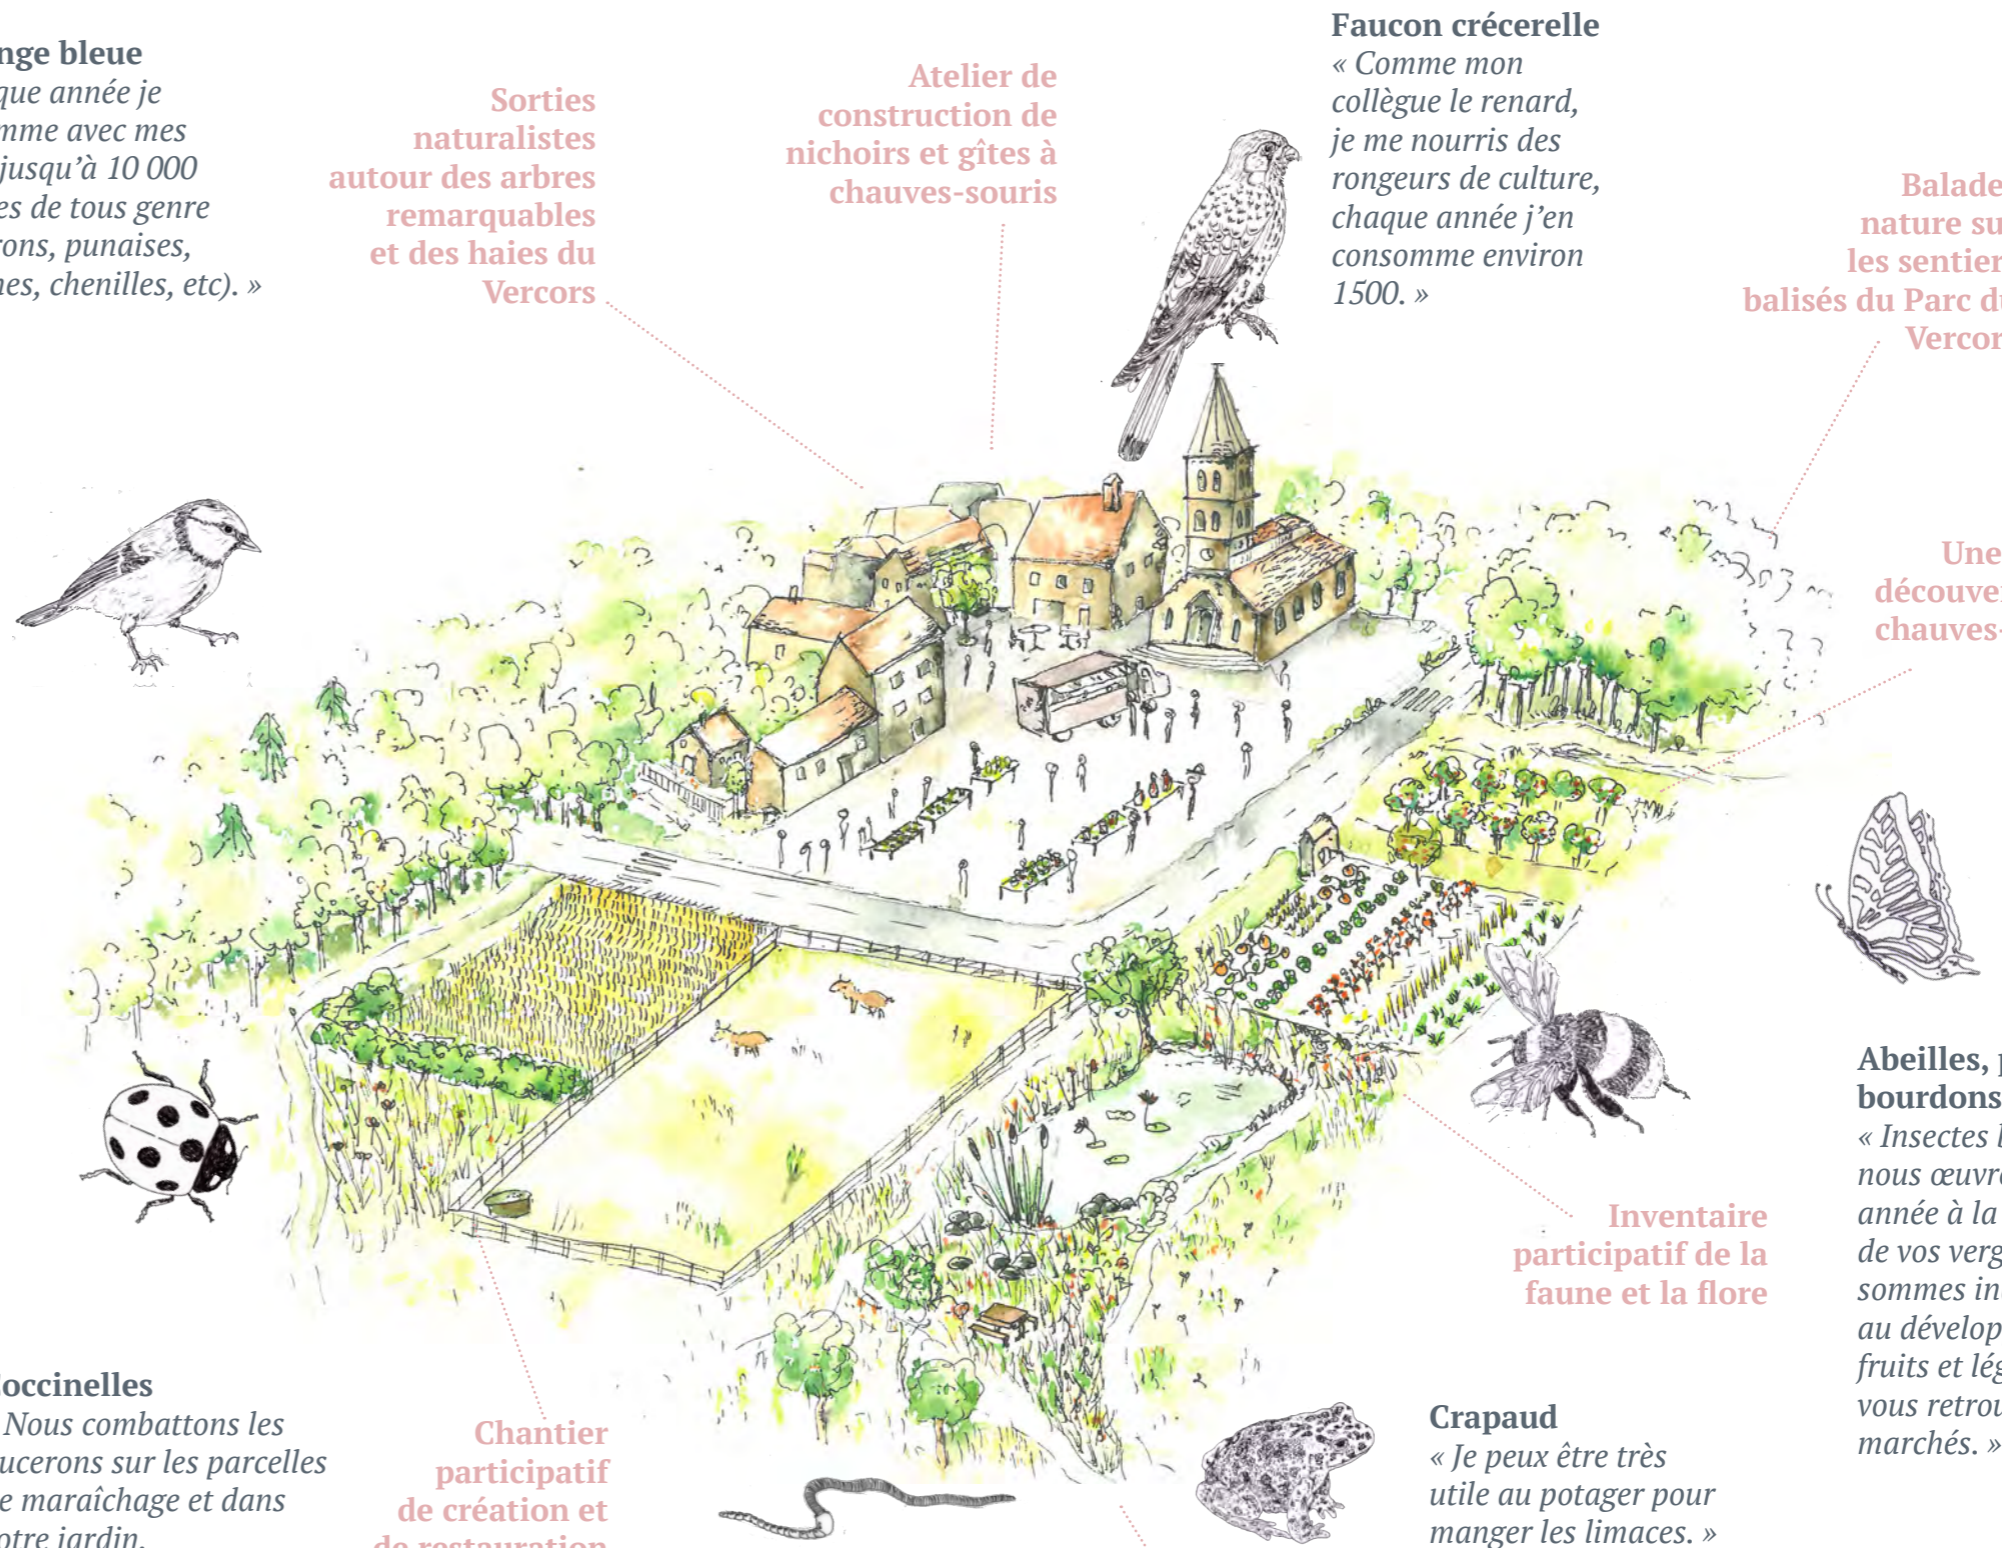 nge bleue
que année je
mme avec mes
jusqu'à 10 000
es de tous genre
rons, punaises,
nes, chenilles, etc). »
Sorties
naturalistes
autour des arbres
remarquables
et des haies du
Vercors
Atelier de
construction de
nichoirs et gîtes à
chauves-souris
Faucon crécerelle
« Comme mon
collègue le renard,
je me nourris des
rongeurs de culture,
chaque année j'en
consomme environ
1500. »
Balade
nature su
les sentier
balisés du Parc du
Vercor
Une
découve
chauves-
Abeilles, p
bourdons
« Insectes l
nous œuvr
année à la
de vos verg
sommes in
au dévelop
fruits et lég
vous retrou
marchés. »
Inventaire
participatif de la
faune et la flore
Coccinelles
Nous combattons les
ucerons sur les parcelles
e maraîchage et dans
otre jardin.
Chantier
participatif
de création et
de restauration
Crapaud
« Je peux être très
utile au potager pour
manger les limaces. »